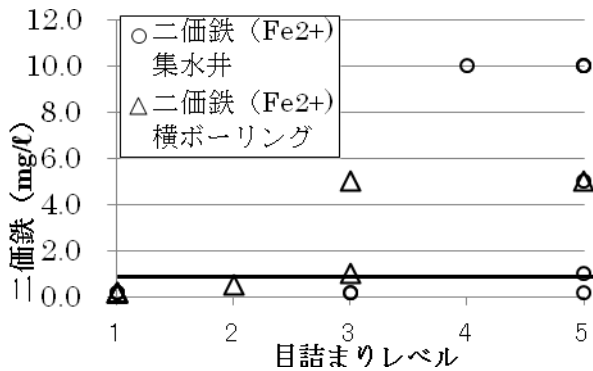 12.0
10.0
8.0
6.0
4.0
2.0
0.0
二価鉄（mg/ℓ）
二価鉄（Fe2+）
集水井
二価鉄（Fe2+）
横ボーリング
1 2 3 4 5
目詰まりレベル